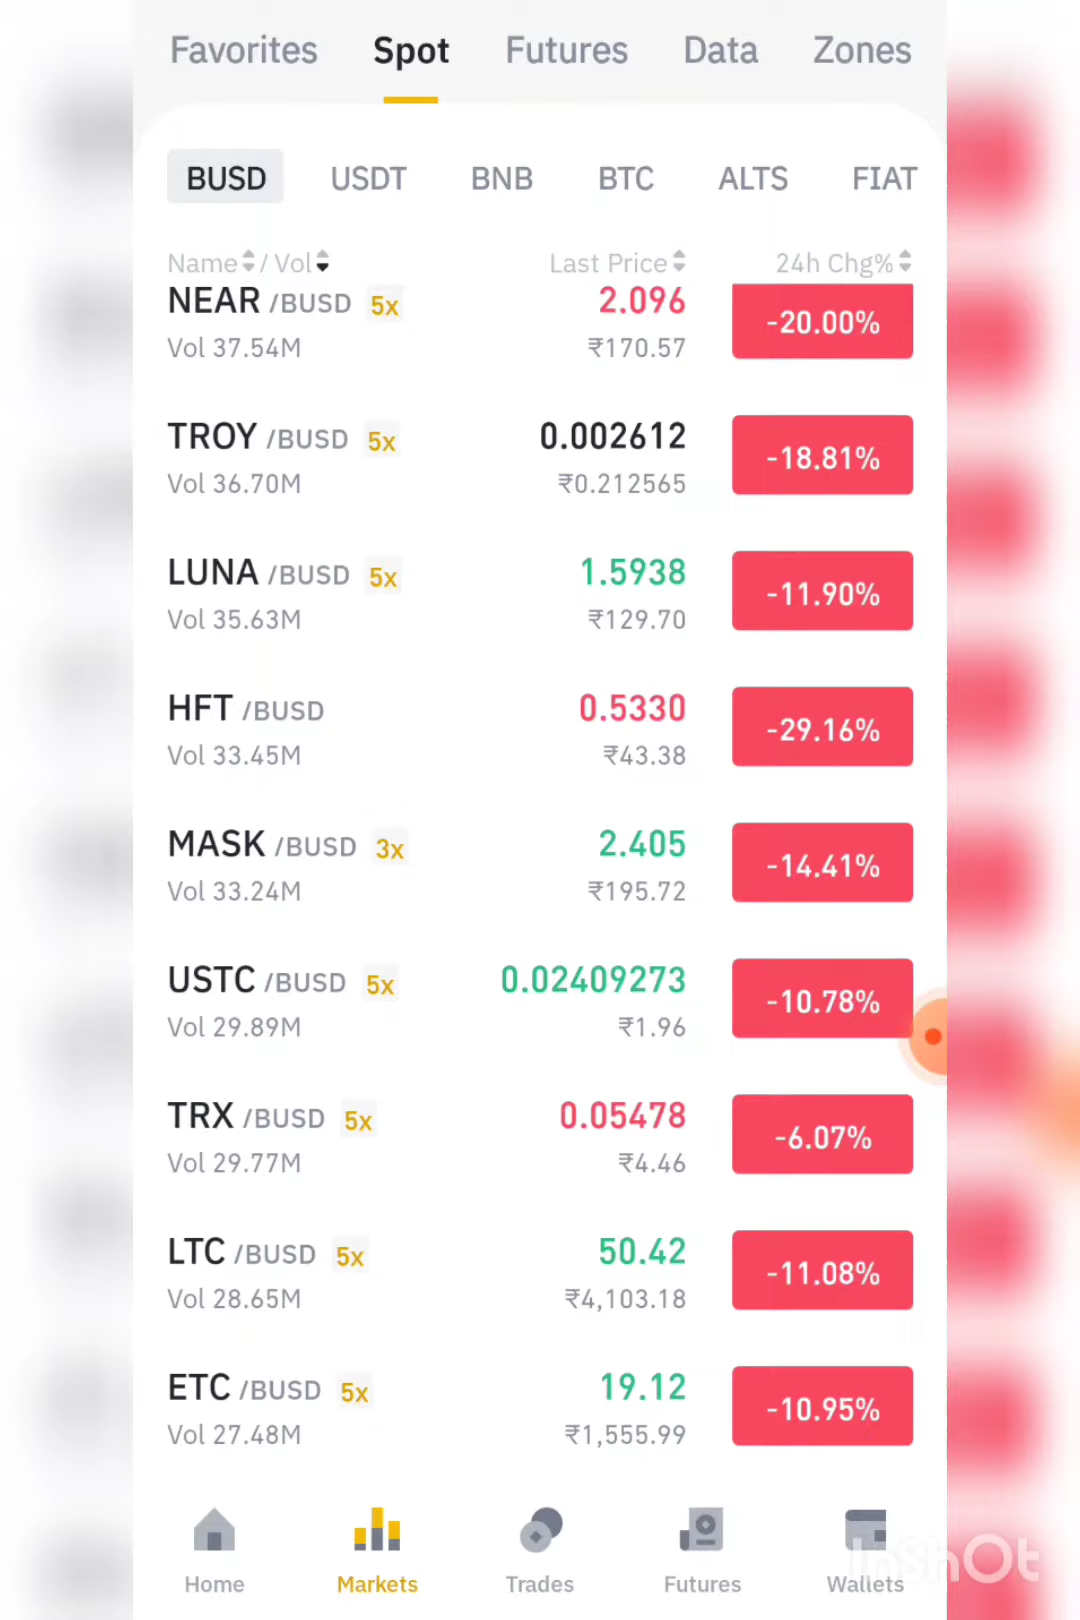 Favorites Spot Futures Data Zones
BUSD USDT BNB BTC ALTS FIAT
Name / Vol Last Price 24h Chg%
NEAR /BUSD 5x 2.096 -20.00%
Vol 37.54M ₹170.57
TROY /BUSD 5x 0.002612 -18.81%
Vol 36.70M ₹0.212565
LUNA /BUSD 5x 1.5938 -11.90%
Vol 35.63M ₹129.70
HFT /BUSD 0.5330 -29.16%
Vol 33.45M ₹43.38
MASK /BUSD 3x 2.405 -14.41%
Vol 33.24M ₹195.72
USTC /BUSD 5x 0.02409273 -10.78%
Vol 29.89M ₹1.96
TRX /BUSD 5x 0.05478 -6.07%
Vol 29.77M ₹4.46
LTC /BUSD 5x 50.42 -11.08%
Vol 28.65M ₹4,103.18
ETC /BUSD 5x 19.12 -10.95%
Vol 27.48M ₹1,555.99
Home Markets Trades Futures Wallets
InShOt